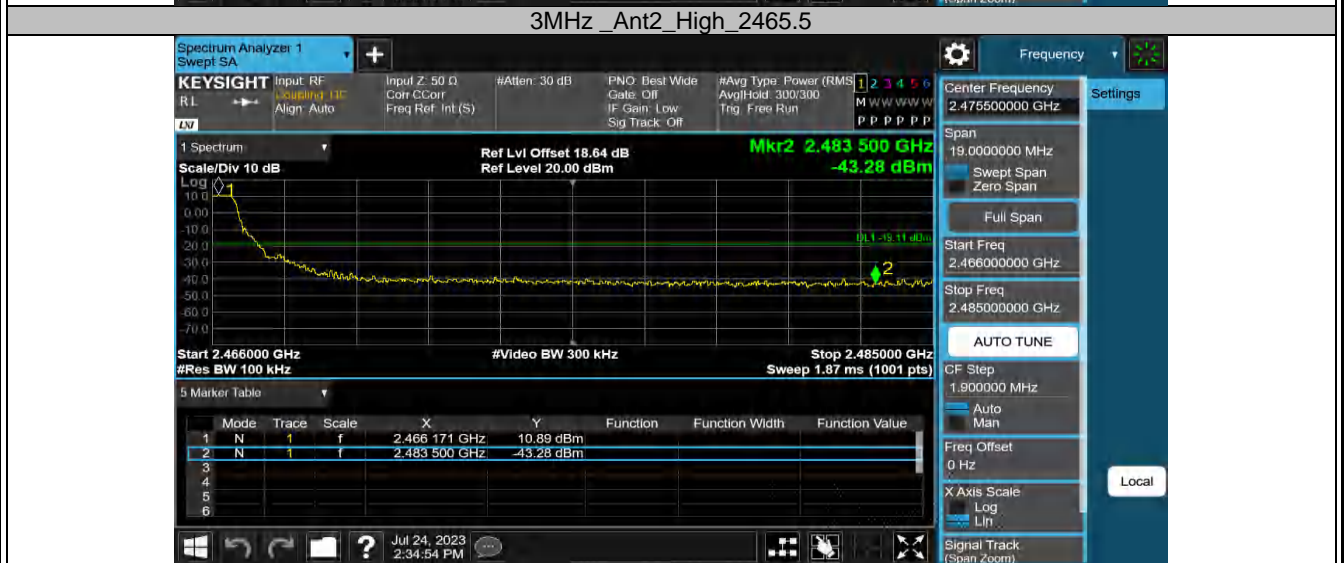 (Span Zoom)
3MHz _Ant2_High_2465.5
Spectrum Analyzer 1
Swept SA
KEYSIGHT
RL
LXI
Input: RF
Coupling: DC
Align: Auto
Input Z: 50 Ω
Corr CCorr
Freq Ref: Int (S)
#Atten: 30 dB
PNO: Best Wide
Gate: Off
IF Gain: Low
Sig Track: Off
#Avg Type: Power (RMS
Avg|Hold: 300/300
Trig: Free Run
1 2 3 4 5 6
M W W W W W
P P P P P P
1 Spectrum
Scale/Div 10 dB
Ref Lvl Offset 18.64 dB
Ref Level 20.00 dBm
Mkr2 2.483 500 GHz
-43.28 dBm
Log
10.0
0.00
-10.0
-20.0
-30.0
-40.0
-50.0
-60.0
-70.0
1
DL1 -19.11 dBm
2
Start 2.466000 GHz
#Res BW 100 kHz
#Video BW 300 kHz
Stop 2.485000 GHz
Sweep 1.87 ms (1001 pts)
5 Marker Table
Mode Trace Scale X Y Function Function Width Function Value
1 N 1 f 2.466 171 GHz 10.89 dBm
2 N 1 f 2.483 500 GHz -43.28 dBm
3
4
5
6
?
Jul 24, 2023
2:34:54 PM
Frequency
Settings
Center Frequency
2.475500000 GHz
Span
19.0000000 MHz
Swept Span
Zero Span
Full Span
Start Freq
2.466000000 GHz
Stop Freq
2.485000000 GHz
AUTO TUNE
CF Step
1.900000 MHz
Auto
Man
Freq Offset
0 Hz
X Axis Scale
Log
Lin
Signal Track
(Span Zoom)
Local